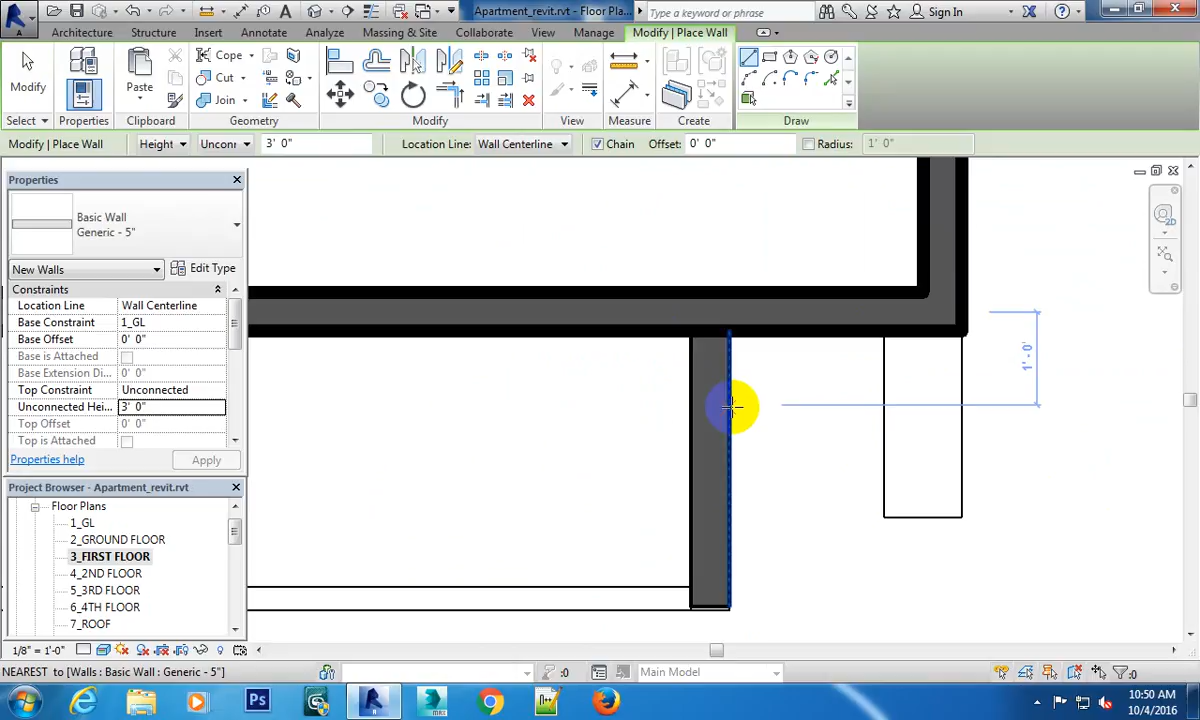 Apartment_revit.rvt - Floor Pla...
Type a keyword or phrase
Sign In
Architecture
Structure
Insert
Annotate
Analyze
Massing & Site
Collaborate
View
Manage
Modify | Place Wall
Modify
Properties
Paste
Cope
Cut
Join
Select
Properties
Clipboard
Geometry
Modify
View
Measure
Create
Draw
Modify | Place Wall
Height
Unconr
3' 0"
Location Line:
Wall Centerline
Chain
Offset:
0' 0"
Radius:
1' 0"
Properties
Basic Wall
Generic - 5"
New Walls
Edit Type
Constraints
Location Line
Wall Centerline
Base Constraint
1_GL
Base Offset
0' 0"
Base is Attached
Base Extension Di...
0' 0"
Top Constraint
Unconnected
Unconnected Hei...
3' 0"
Top Offset
0' 0"
Top is Attached
Properties help
Apply
Project Browser - Apartment_revit.rvt
Floor Plans
1_GL
2_GROUND FLOOR
3_FIRST FLOOR
4_2ND FLOOR
5_3RD FLOOR
6_4TH FLOOR
7_ROOF
1' - 0"
2D
1/8" = 1'-0"
NEAREST to [Walls : Basic Wall : Generic - 5"]
:0
Main Model
:0
Ps
10:50 AM
10/4/2016